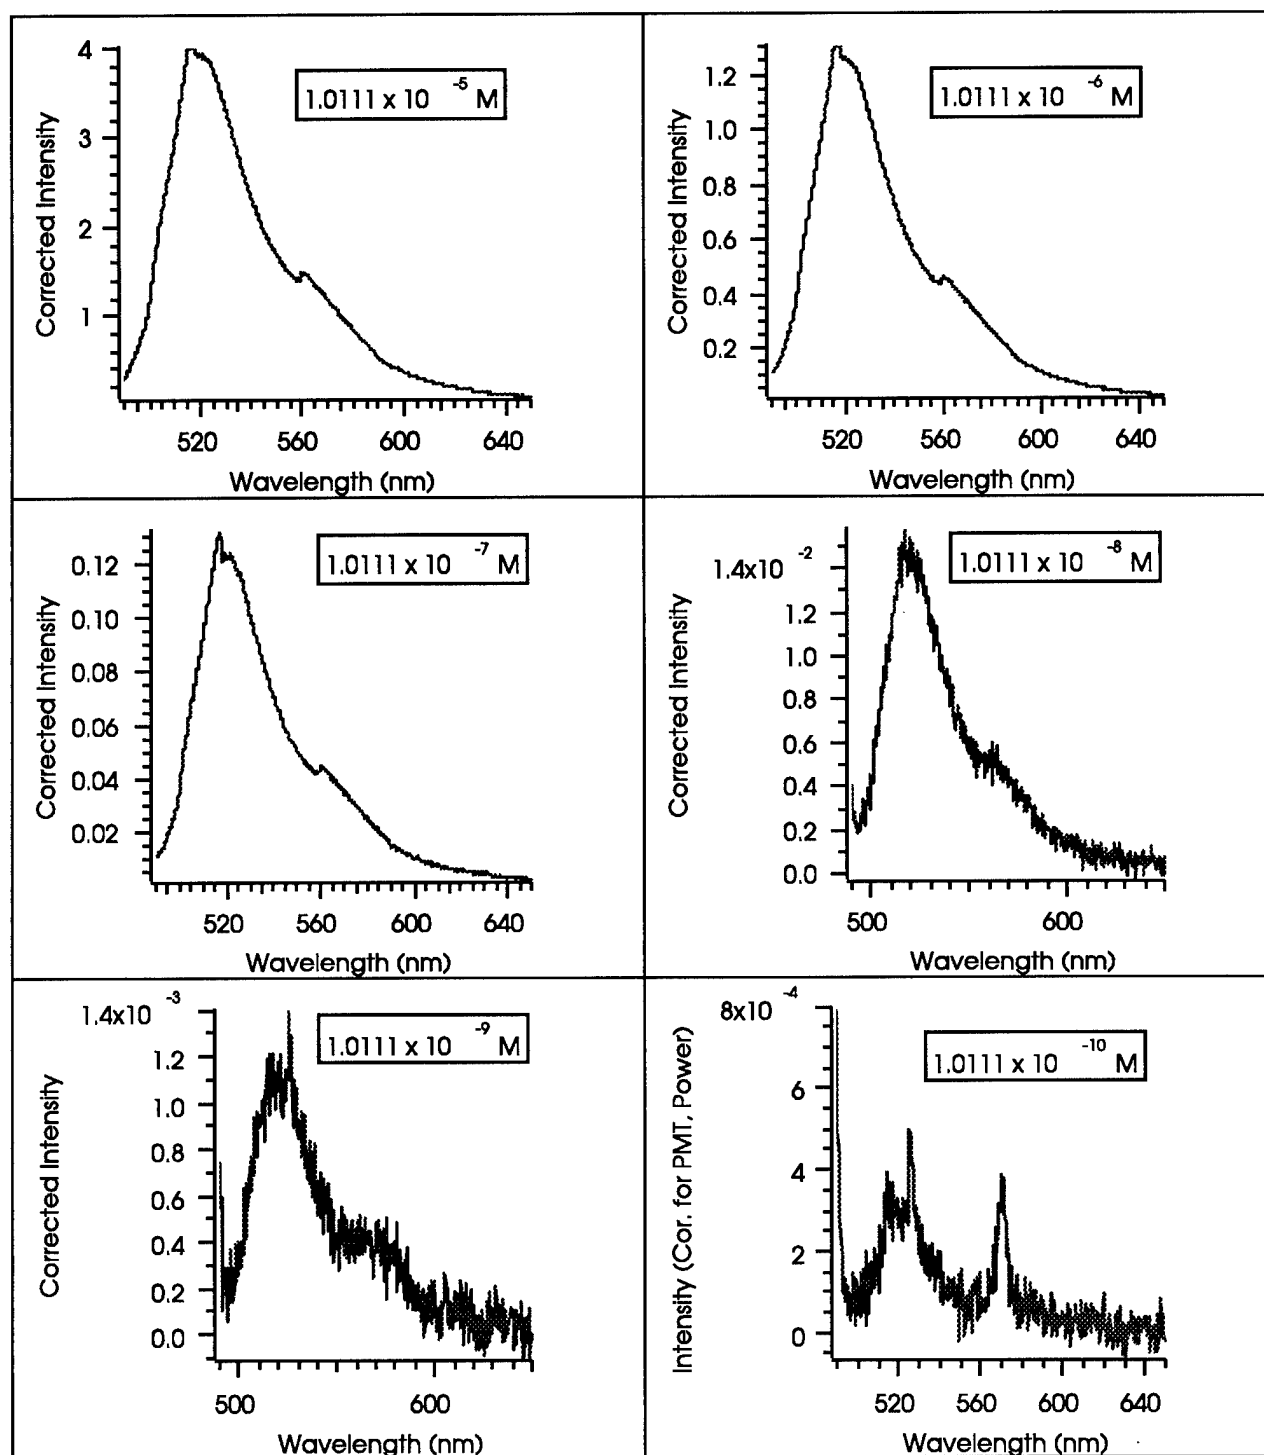 4
3
2
1
Corrected Intensity
1.0111 x 10 -5 M
520 560 600 640
Wavelength (nm)
1.2
1.0
0.8
0.6
0.4
0.2
Corrected Intensity
1.0111 x 10 -6 M
520 560 600 640
Wavelength (nm)
0.12
0.10
0.08
0.06
0.04
0.02
Corrected Intensity
1.0111 x 10 -7 M
520 560 600 640
Wavelength (nm)
1.4x10 -2
1.2
1.0
0.8
0.6
0.4
0.2
0.0
Corrected Intensity
1.0111 x 10 -8 M
500 600
Wavelength (nm)
1.4x10 -3
1.2
1.0
0.8
0.6
0.4
0.2
0.0
Corrected Intensity
1.0111 x 10 -9 M
500 600
Wavelength (nm)
8x10 -4
6
4
2
0
Intensity (Cor. for PMT, Power)
1.0111 x 10 -10 M
520 560 600 640
Wavelength (nm)